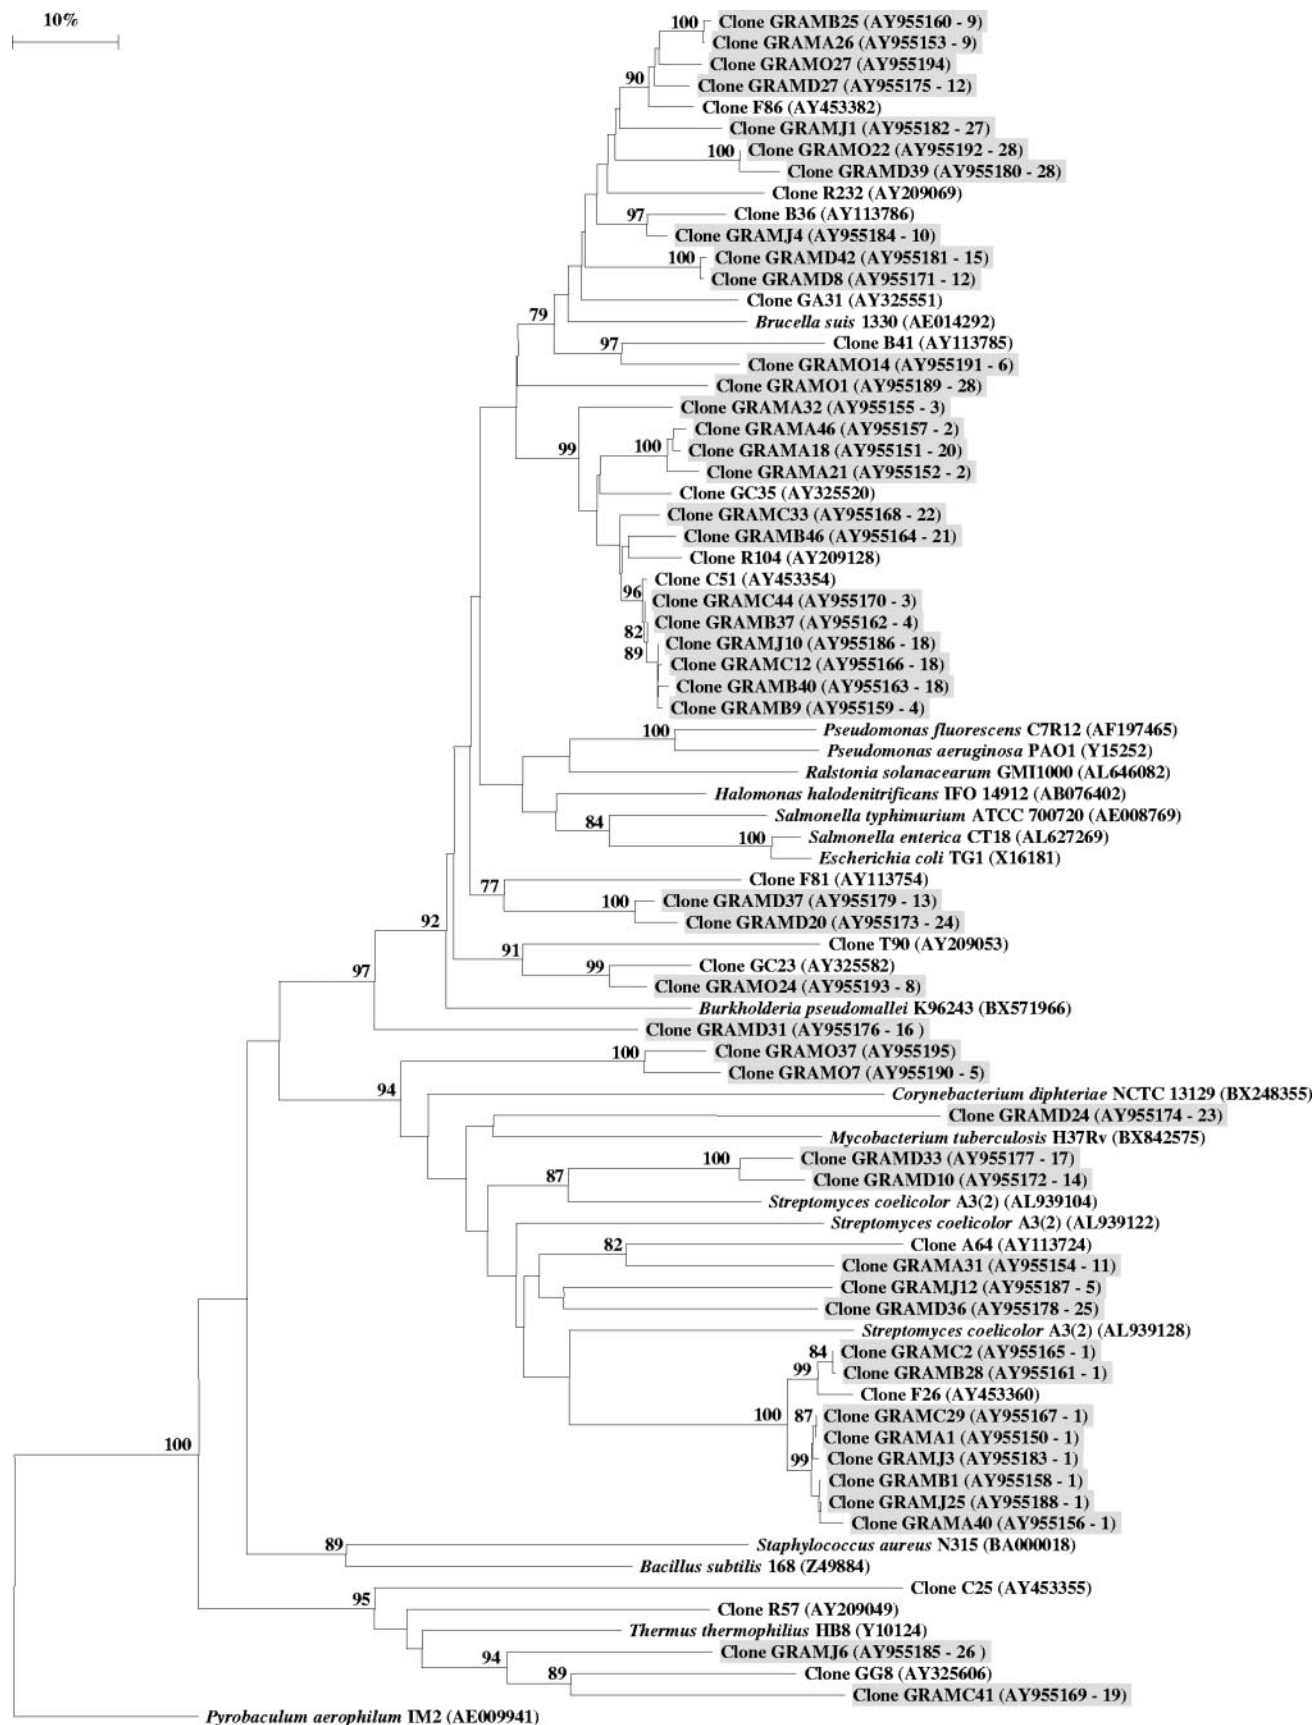 10%
100 Clone GRAMB25 (AY955160 - 9)
Clone GRAMA26 (AY955153 - 9)
Clone GRAMO27 (AY955194)
90 Clone GRAMD27 (AY955175 - 12)
Clone F86 (AY453382)
Clone GRAMJ1 (AY955182 - 27)
100 Clone GRAMO22 (AY955192 - 28)
Clone GRAMD39 (AY955180 - 28)
Clone R232 (AY209069)
97 Clone B36 (AY113786)
Clone GRAMJ4 (AY955184 - 10)
100 Clone GRAMD42 (AY955181 - 15)
Clone GRAMD8 (AY955171 - 12)
Clone GA31 (AY325551)
79 Brucella suis 1330 (AE014292)
97 Clone B41 (AY113785)
Clone GRAMO14 (AY955191 - 6)
Clone GRAMO1 (AY955189 - 28)
Clone GRAMA32 (AY955155 - 3)
Clone GRAMA46 (AY955157 - 2)
99 100 Clone GRAMA18 (AY955151 - 20)
Clone GRAMA21 (AY955152 - 2)
Clone GC35 (AY325520)
Clone GRAMC33 (AY955168 - 22)
Clone GRAMB46 (AY955164 - 21)
Clone R104 (AY209128)
Clone C51 (AY453354)
96 Clone GRAMC44 (AY955170 - 3)
Clone GRAMB37 (AY955162 - 4)
82 Clone GRAMJ10 (AY955186 - 18)
89 Clone GRAMC12 (AY955166 - 18)
Clone GRAMB40 (AY955163 - 18)
Clone GRAMB9 (AY955159 - 4)
100 Pseudomonas fluorescens C7R12 (AF197465)
Pseudomonas aeruginosa PAO1 (Y15252)
Ralstonia solanacearum GMI1000 (AL646082)
Halomonas halodenitrificans IFO 14912 (AB076402)
84 Salmonella typhimurium ATCC 700720 (AE008769)
100 Salmonella enterica CT18 (AL627269)
Escherichia coli TG1 (X16181)
77 Clone F81 (AY113754)
100 Clone GRAMD37 (AY955179 - 13)
92 Clone GRAMD20 (AY955173 - 24)
91 Clone T90 (AY209053)
97 99 Clone GC23 (AY325582)
Clone GRAMO24 (AY955193 - 8)
Burkholderia pseudomallei K96243 (BX571966)
Clone GRAMD31 (AY955176 - 16 )
100 Clone GRAMO37 (AY955195)
Clone GRAMO7 (AY955190 - 5)
94 Corynebacterium diphteriae NCTC 13129 (BX248355)
Clone GRAMD24 (AY955174 - 23)
Mycobacterium tuberculosis H37Rv (BX842575)
100 Clone GRAMD33 (AY955177 - 17)
87 Clone GRAMD10 (AY955172 - 14)
Streptomyces coelicolor A3(2) (AL939104)
Streptomyces coelicolor A3(2) (AL939122)
82 Clone A64 (AY113724)
Clone GRAMA31 (AY955154 - 11)
Clone GRAMJ12 (AY955187 - 5)
Clone GRAMD36 (AY955178 - 25)
Streptomyces coelicolor A3(2) (AL939128)
84 Clone GRAMC2 (AY955165 - 1)
99 Clone GRAMB28 (AY955161 - 1)
Clone F26 (AY453360)
100 87 Clone GRAMC29 (AY955167 - 1)
Clone GRAMA1 (AY955150 - 1)
100 99 Clone GRAMJ3 (AY955183 - 1)
Clone GRAMB1 (AY955158 - 1)
Clone GRAMJ25 (AY955188 - 1)
Clone GRAMA40 (AY955156 - 1)
89 Staphylococcus aureus N315 (BA000018)
Bacillus subtilis 168 (Z49884)
95 Clone C25 (AY453355)
Clone R57 (AY209049)
Thermus thermophilius HB8 (Y10124)
94 Clone GRAMJ6 (AY955185 - 26 )
89 Clone GG8 (AY325606)
Clone GRAMC41 (AY955169 - 19)
Pyrobaculum aerophilum IM2 (AE009941)